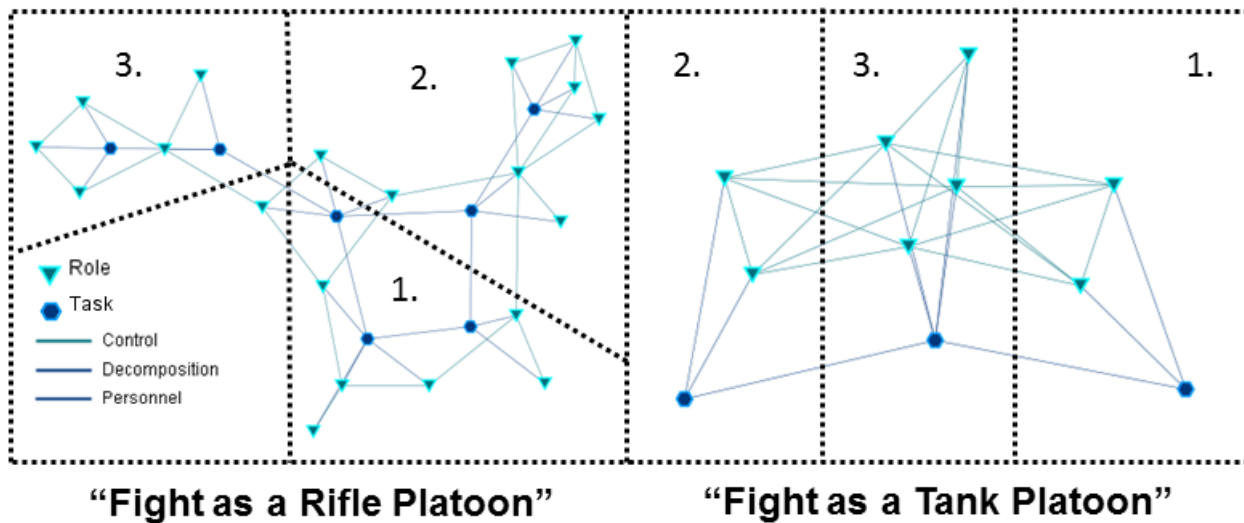 3.
2.
2.
3.
1.
1.
Role
Task
Control
Decomposition
Personnel
“Fight as a Rifle Platoon”
“Fight as a Tank Platoon”